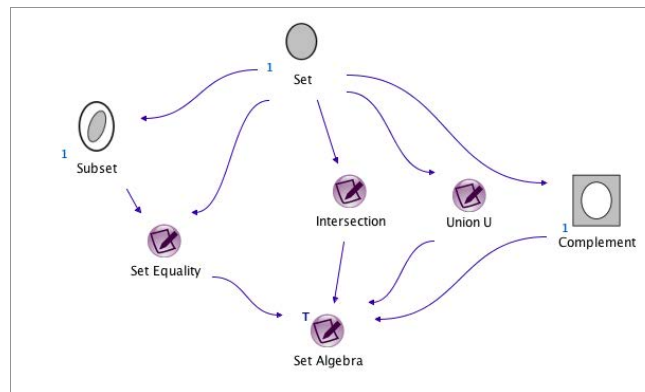 1
Set
1
Subset
Intersection
Union U
1
Complement
Set Equality
T
Set Algebra